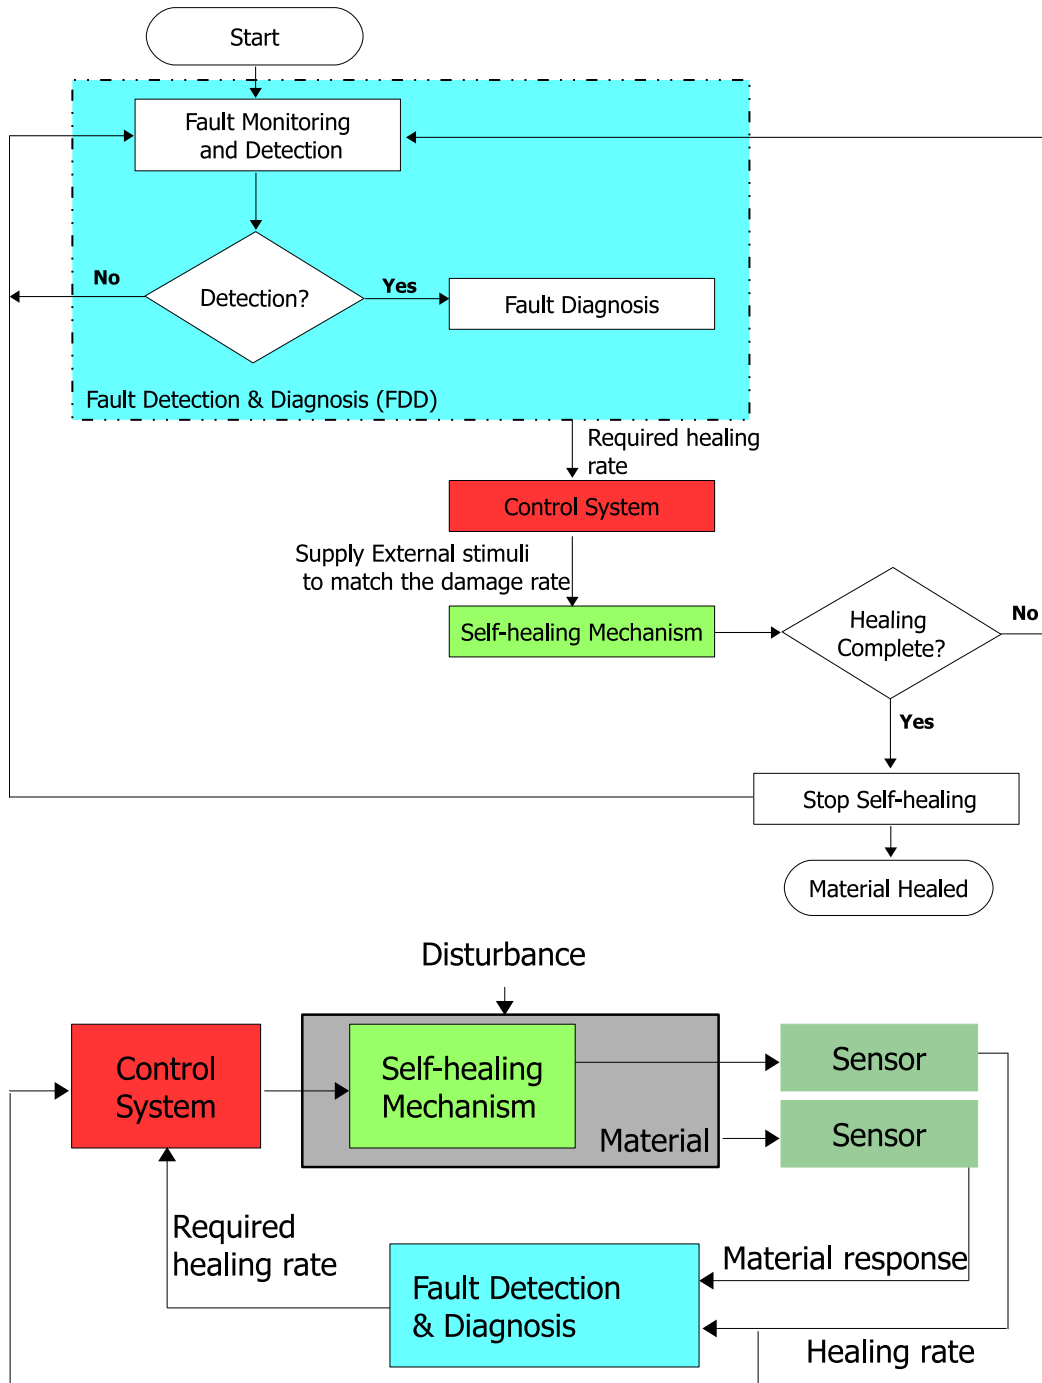 Start
Fault Monitoring
and Detection
No
Detection?
Yes
Fault Diagnosis
Fault Detection & Diagnosis (FDD)
Required healing
rate
Control System
Supply External stimuli
to match the damage rate
Self-healing Mechanism
Healing
Complete?
No
Yes
Stop Self-healing
Material Healed
Disturbance
Control
System
Self-healing
Mechanism
Material
Sensor
Sensor
Required
healing rate
Fault Detection
& Diagnosis
Material response
Healing rate